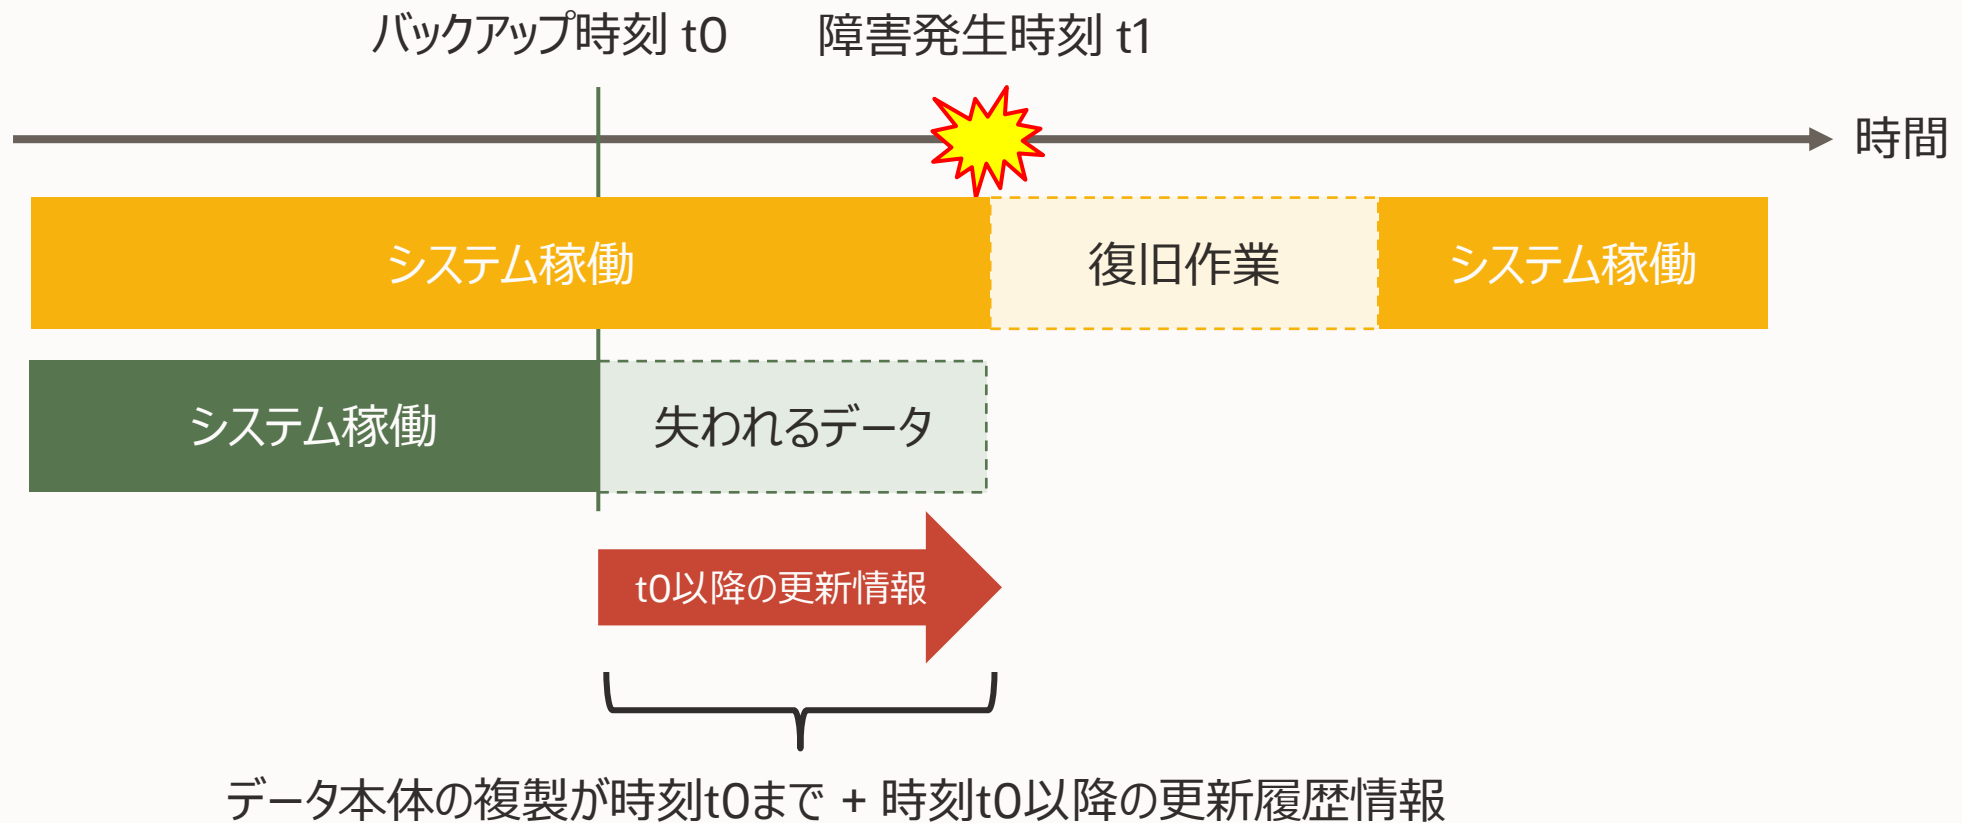 バックアップ時刻 t0
障害発生時刻 t1
時間
システム稼働
復旧作業
システム稼働
システム稼働
失われるデータ
t0以降の更新情報
データ本体の複製が時刻t0まで + 時刻t0以降の更新履歴情報